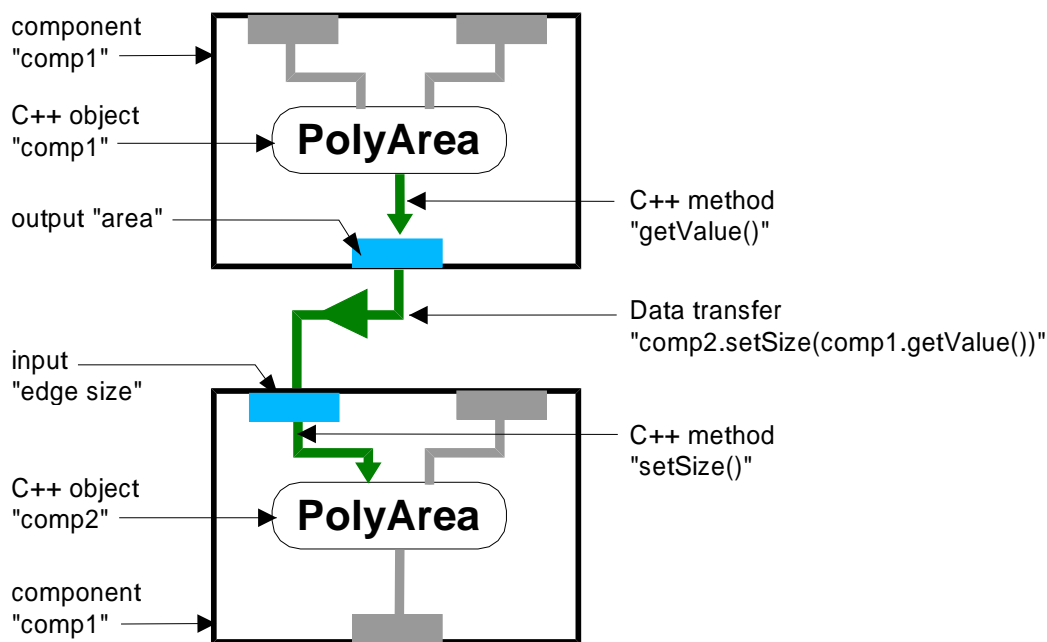 component
"comp1"
C++ object
"comp1"
PolyArea
output "area"
C++ method
"getValue()"
Data transfer
"comp2.setSize(comp1.getValue())"
input
"edge size"
C++ method
"setSize()"
C++ object
"comp2"
PolyArea
component
"comp1"